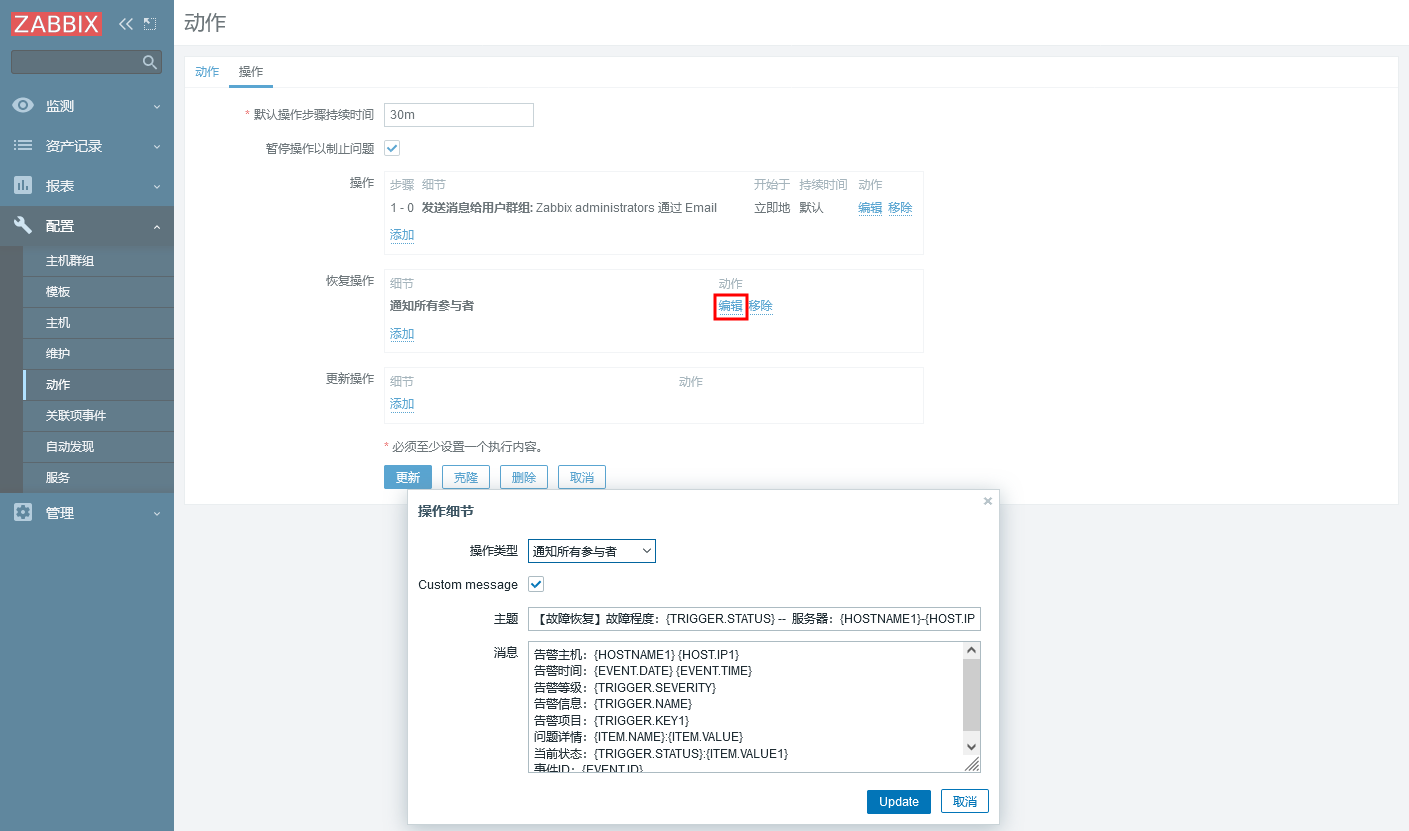 ZABBIX
动作
监测
资产记录
报表
配置
主机群组
模板
主机
维护
动作
关联项事件
自动发现
服务
管理
动作 操作
* 默认操作步骤持续时间 30m
暂停操作以制止问题
操作 步骤 细节 开始于 持续时间 动作
1 - 0 发送消息给用户群组: Zabbix administrators 通过 Email 立即地 默认 编辑 移除
添加
恢复操作 细节 动作
通知所有参与者 编辑 移除
添加
更新操作 细节 动作
添加
* 必须至少设置一个执行内容。
更新 克隆 删除 取消
操作细节
操作类型 通知所有参与者
Custom message
主题 【故障恢复】故障程度：{TRIGGER.STATUS} -- 服务器：{HOSTNAME1}-{HOST.IP
消息 告警主机：{HOSTNAME1} {HOST.IP1}
告警时间：{EVENT.DATE} {EVENT.TIME}
告警等级：{TRIGGER.SEVERITY}
告警信息：{TRIGGER.NAME}
告警项目：{TRIGGER.KEY1}
问题详情：{ITEM.NAME}:{ITEM.VALUE}
当前状态：{TRIGGER.STATUS}:{ITEM.VALUE1}
事件ID：{EVENT.ID}
Update 取消